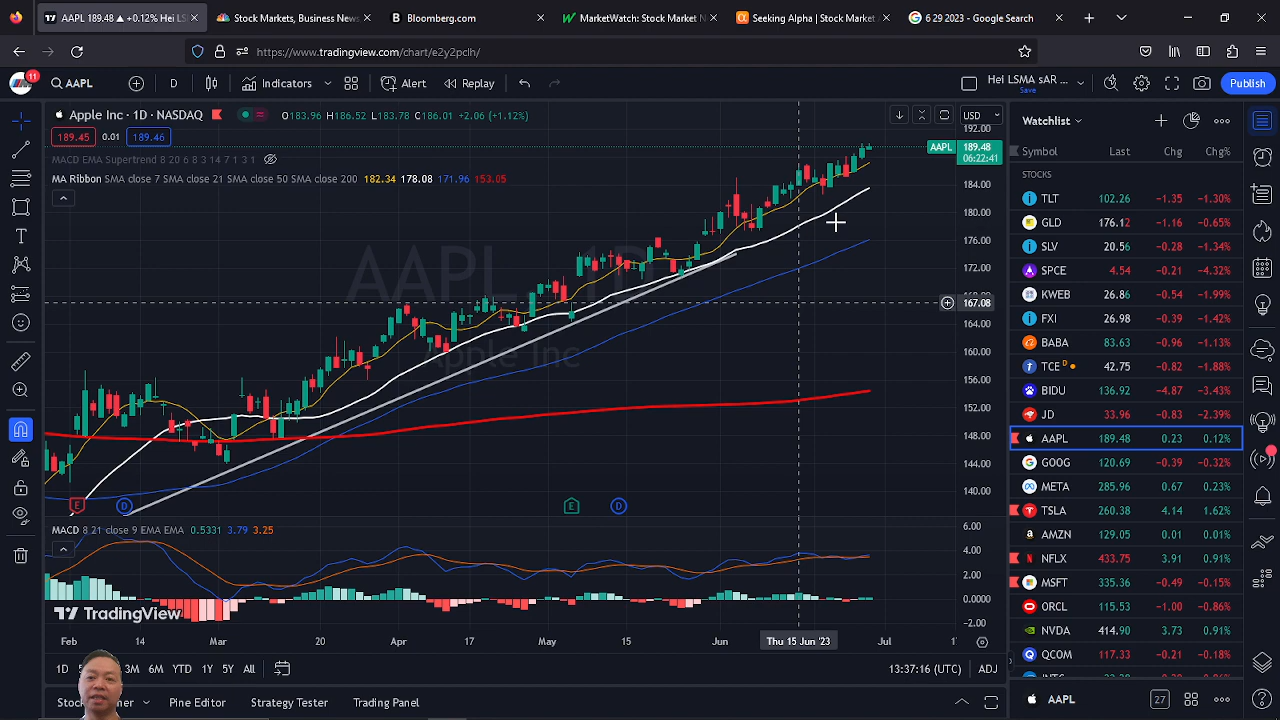 AAPL 189.48 ▲ +0.12% Hei LS
Stock Markets, Business News
Bloomberg.com
MarketWatch: Stock Market N
Seeking Alpha | Stock Market
6 29 2023 - Google Search
https://www.tradingview.com/chart/e2y2pclh/
11
AAPL
D
Indicators
Alert
Replay
Hei LSMA sAR ...
Save
Publish
Apple Inc · 1D · NASDAQ
O183.96 H186.52 L183.78 C186.01 +2.06 (+1.12%)
USD
189.45 0.01 189.46
MACD EMA Supertrend 8 20 6 8 3 14 7 1 3 1
MA Ribbon SMA close 7 SMA close 21 SMA close 50 SMA close 200 182.34 178.08 171.96 153.05
AAPL, 1D
Apple Inc
192.00
AAPL 189.48
06:22:41
184.00
180.00
176.00
172.00
167.08
164.00
160.00
156.00
152.00
148.00
144.00
140.00
E
D
E
D
MACD 8 21 close 9 EMA EMA 0.5331 3.79 3.25
6.00
4.00
2.00
0.0000
-2.00
TradingView
Feb 14 Mar 20 Apr 17 May 15 Jun Thu 15 Jun '23 Jul
1D 3M 6M YTD 1Y 5Y All
13:37:16 (UTC) ADJ
Pine Editor
Strategy Tester
Trading Panel
Watchlist
Symbol Last Chg Chg%
STOCKS
TLT 102.26 -1.35 -1.30%
GLD 176.12 -1.16 -0.65%
SLV 20.56 -0.28 -1.34%
SPCE 4.54 -0.21 -4.32%
KWEB 26.86 -0.54 -1.99%
FXI 26.98 -0.39 -1.42%
BABA 83.63 -0.96 -1.13%
TCE D 42.75 -0.82 -1.88%
BIDU 136.92 -4.87 -3.43%
JD 33.96 -0.83 -2.39%
AAPL 189.48 0.23 0.12%
GOOG 120.69 -0.39 -0.32%
META 285.96 0.67 0.23%
TSLA 260.38 4.14 1.62%
AMZN 129.05 0.01 0.01%
NFLX 433.75 3.91 0.91%
MSFT 335.36 -0.49 -0.15%
ORCL 115.53 -1.00 -0.86%
NVDA 414.90 3.73 0.91%
QCOM 117.33 -0.21 -0.18%
AAPL
27